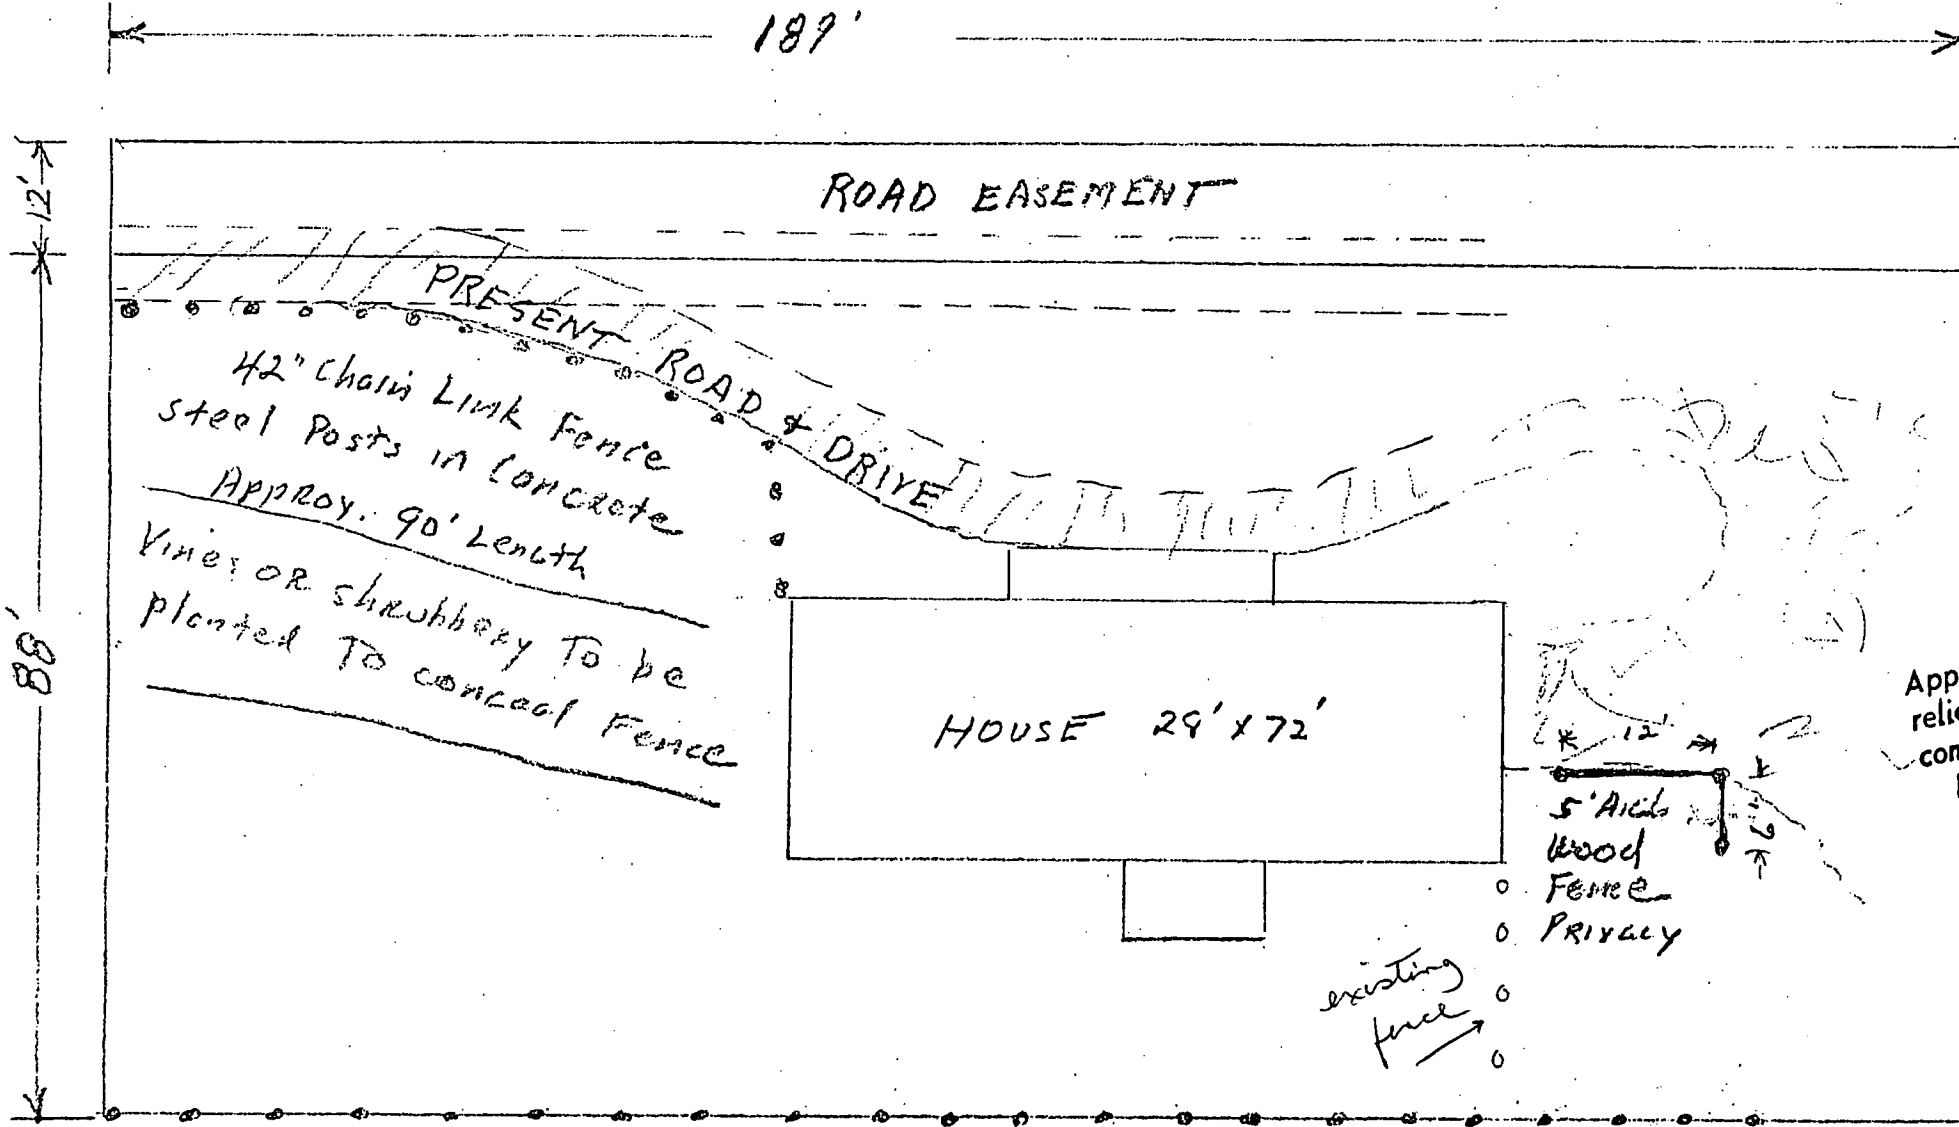 189'
12'
ROAD EASEMENT
PRESENT ROAD & DRIVE
42" Chain Link Fence
steel Posts in Concrete
Approx. 90' Length
Vines OR shrubbery To be
planted To conceal Fence
88'
HOUSE 28' X 72'
12'
5' High
Wood
Fence
Privacy
existing
fence
App
relie
con